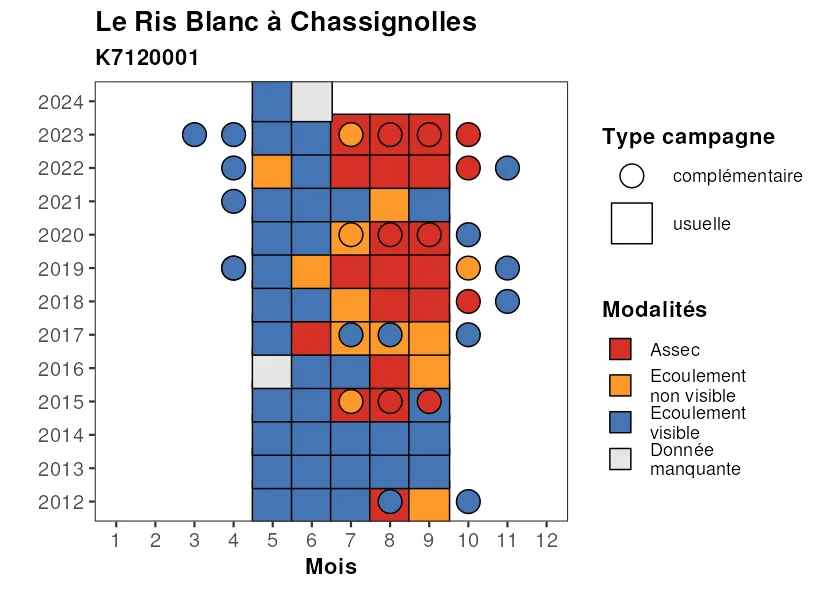 Le Ris Blanc à Chassignolles
K7120001
2024
2023
2022
2021
2020
2019
2018
2017
2016
2015
2014
2013
2012
1 2 3 4 5 6 7 8 9 10 11 12
Mois
Type campagne
complémentaire
usuelle
Modalités
Assec
Ecoulement
non visible
Ecoulement
visible
Donnée
manquante